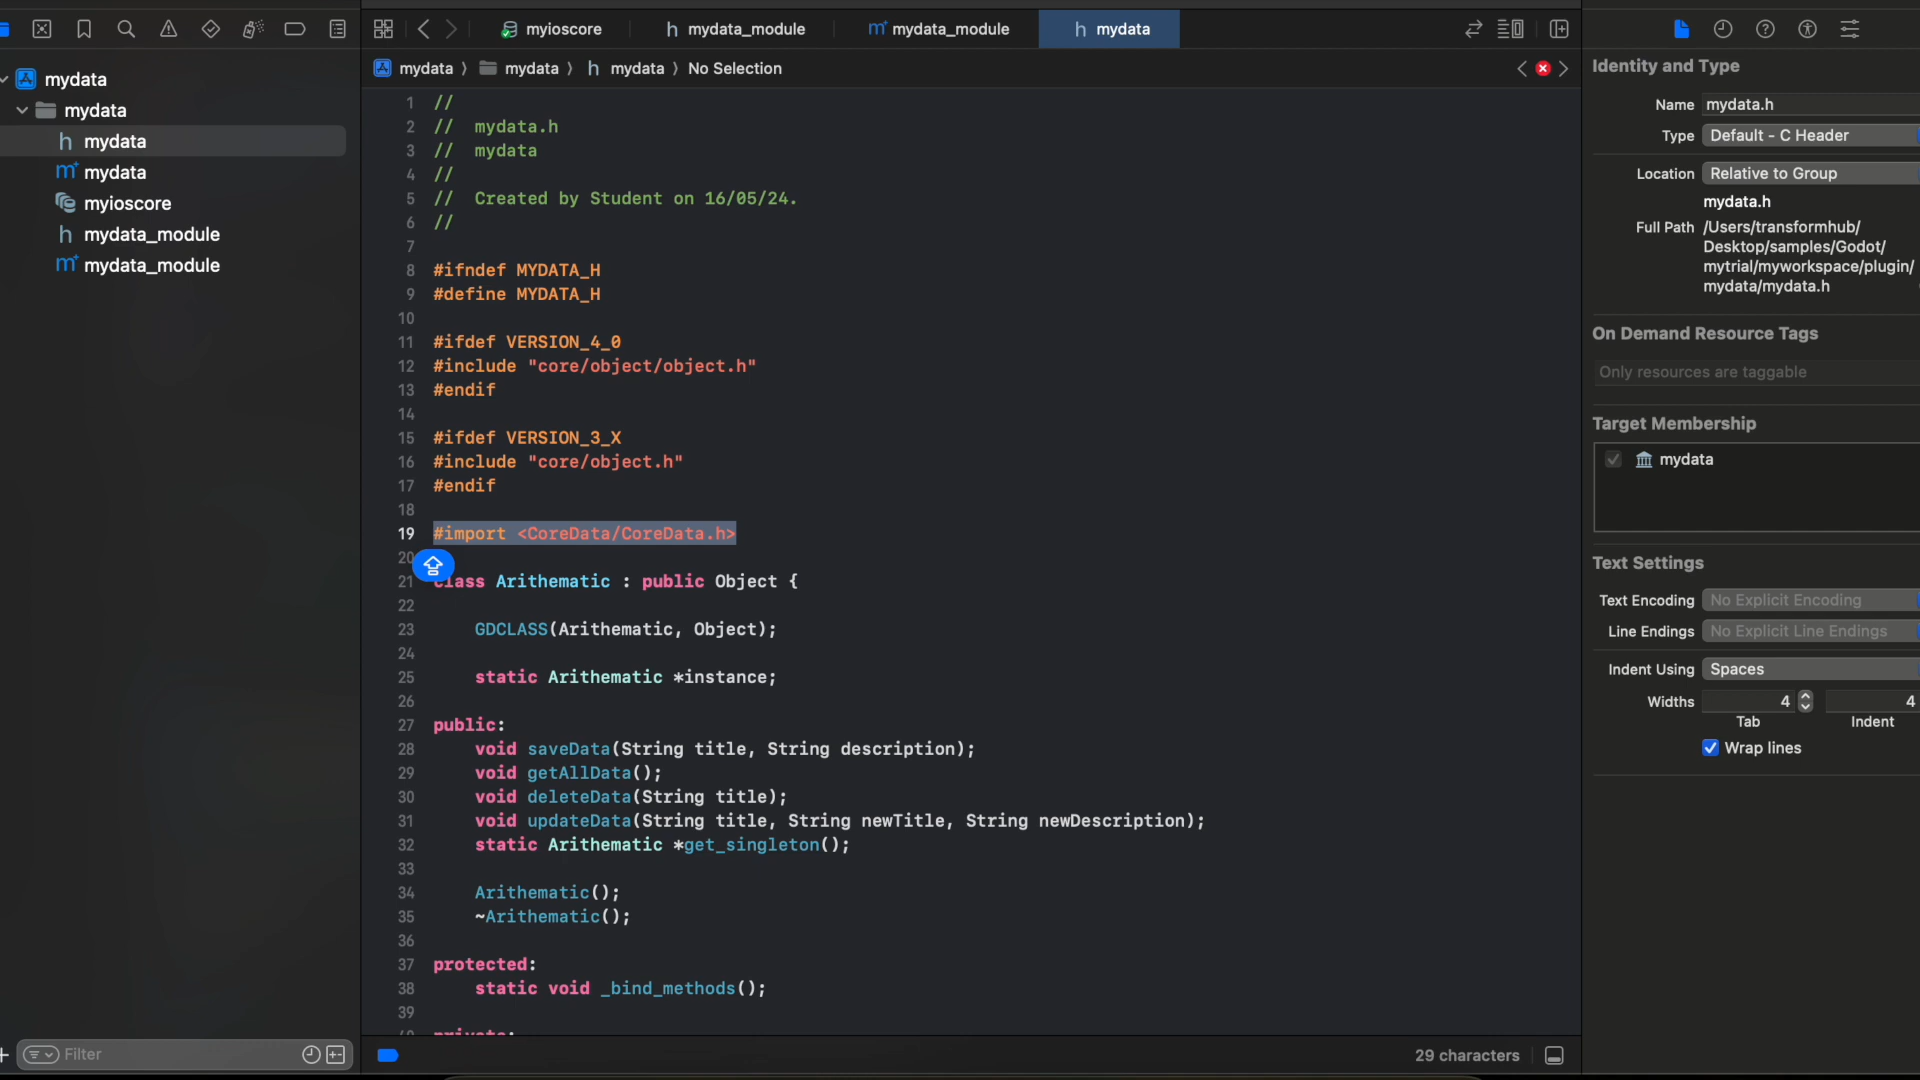 myioscore
h mydata_module
m mydata_module
h mydata
mydata 〉 mydata 〉 h mydata 〉 No Selection
mydata
mydata
h mydata
m mydata
myioscore
h mydata_module
m mydata_module
Filter
1 //
2 //  mydata.h
3 //  mydata
4 //
5 //  Created by Student on 16/05/24.
6 //
7
8 #ifndef MYDATA_H
9 #define MYDATA_H
10
11 #ifdef VERSION_4_0
12 #include "core/object/object.h"
13 #endif
14
15 #ifdef VERSION_3_X
16 #include "core/object.h"
17 #endif
18
19 #import <CoreData/CoreData.h>
20
21 class Arithematic : public Object {
22
23     GDCLASS(Arithematic, Object);
24
25     static Arithematic *instance;
26
27 public:
28     void saveData(String title, String description);
29     void getAllData();
30     void deleteData(String title);
31     void updateData(String title, String newTitle, String newDescription);
32     static Arithematic *get_singleton();
33
34     Arithematic();
35     ~Arithematic();
36
37 protected:
38     static void _bind_methods();
39
40 private:
29 characters
Identity and Type
Name mydata.h
Type Default - C Header
Location Relative to Group
mydata.h
Full Path /Users/transformhub/
Desktop/samples/Godot/
mytrial/myworkspace/plugin/
mydata/mydata.h
On Demand Resource Tags
Only resources are taggable
Target Membership
mydata
Text Settings
Text Encoding No Explicit Encoding
Line Endings No Explicit Line Endings
Indent Using Spaces
Widths 4 4
Tab Indent
Wrap lines